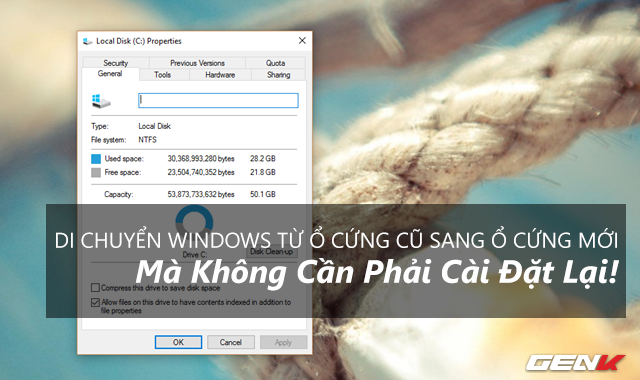 Local Disk (C:) Properties
Security Previous Versions Quota
General Tools Hardware Sharing
Type: Local Disk
File system: NTFS
Used space: 30,368,993,280 bytes 28.2 GB
Free space: 23,504,740,352 bytes 21.8 GB
Capacity: 53,873,733,632 bytes 50.1 GB
Drive C: Disk Clean-up
DI CHUYỂN WINDOWS TỪ Ổ CỨNG CŨ SANG Ổ CỨNG MỚI
Mà Không Cần Phải Cài Đặt Lại!
Compress this drive to save disk space
Allow files on this drive to have contents indexed in addition to
file properties
OK Cancel Apply
GENK